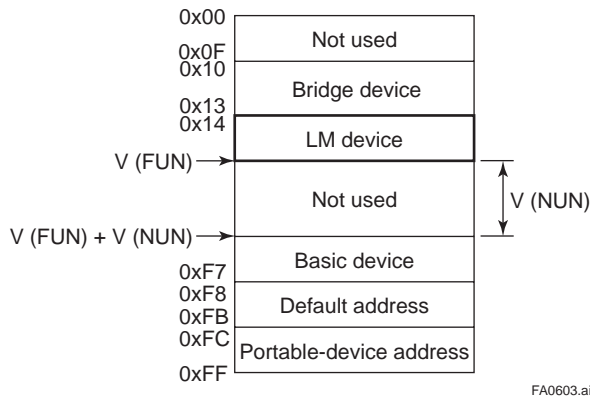 0x00
Not used
0x0F
0x10
Bridge device
0x13
0x14
LM device
V (FUN)
Not used
V (NUN)
V (FUN) + V (NUN)
Basic device
0xF7
0xF8
Default address
0xFB
0xFC
Portable-device address
0xFF
FA0603.ai